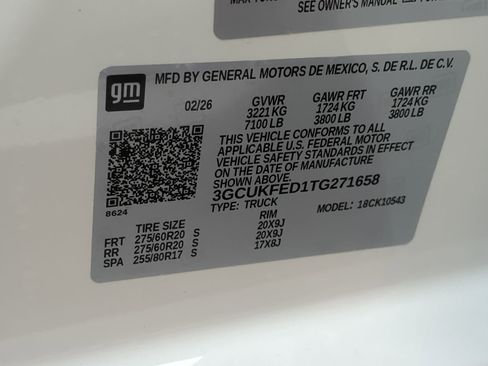 SEE OWNER'S MANUAL
gm
MFD BY GENERAL MOTORS DE MEXICO, S. DE R.L. DE C.V.
02/26 GVWR GAWR FRT GAWR RR
3221 KG 1724 KG 1724 KG
7100 LB 3800 LB 3800 LB
THIS VEHICLE CONFORMS TO ALL
APPLICABLE U.S. FEDERAL MOTOR
VEHICLE SAFETY STANDARDS IN EFFECT
ON THE DATE OF MANUFACTURE
SHOWN ABOVE.
3GCUKFED1TG271658
8624 TYPE: TRUCK MODEL: 18CK10543
TIRE SIZE RIM
FRT 275/60R20 S 20X9J
RR 275/60R20 S 20X9J
SPA 255/80R17 S 17X8J